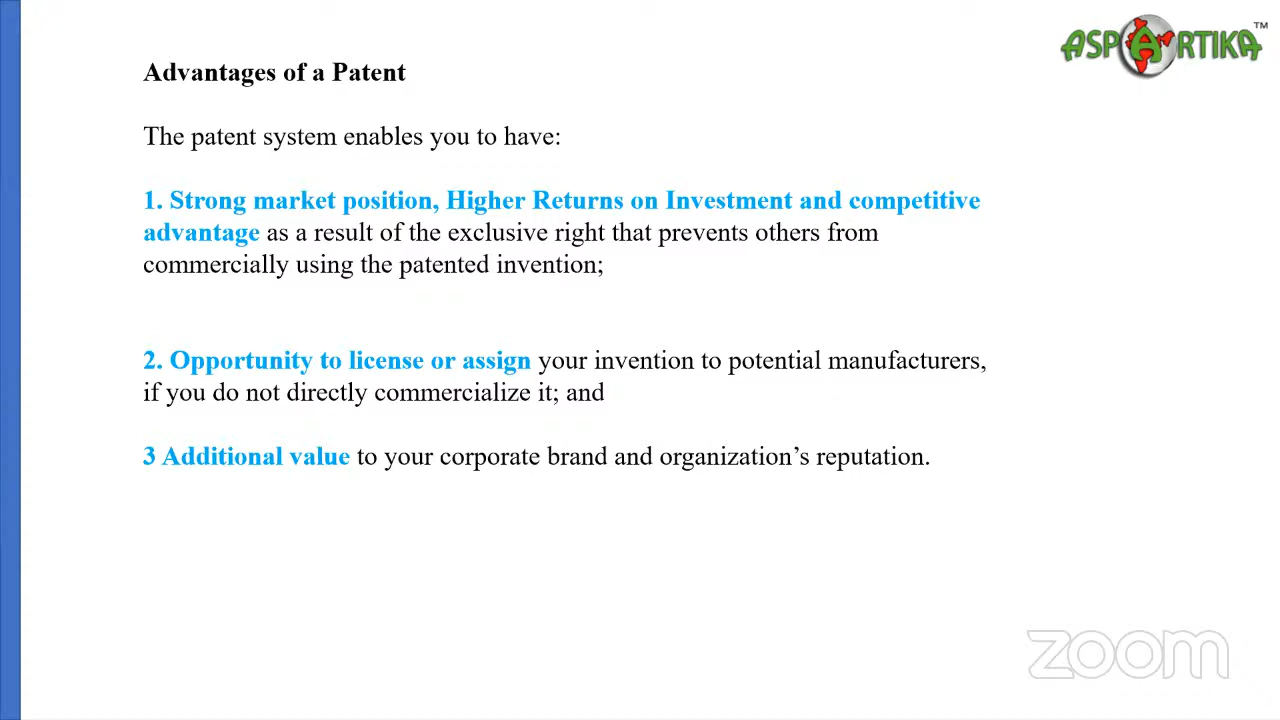 ASPARTIKA™
Advantages of a Patent
The patent system enables you to have:
1. Strong market position, Higher Returns on Investment and competitive
advantage as a result of the exclusive right that prevents others from
commercially using the patented invention;
2. Opportunity to license or assign your invention to potential manufacturers,
if you do not directly commercialize it; and
3 Additional value to your corporate brand and organization’s reputation.
zoom